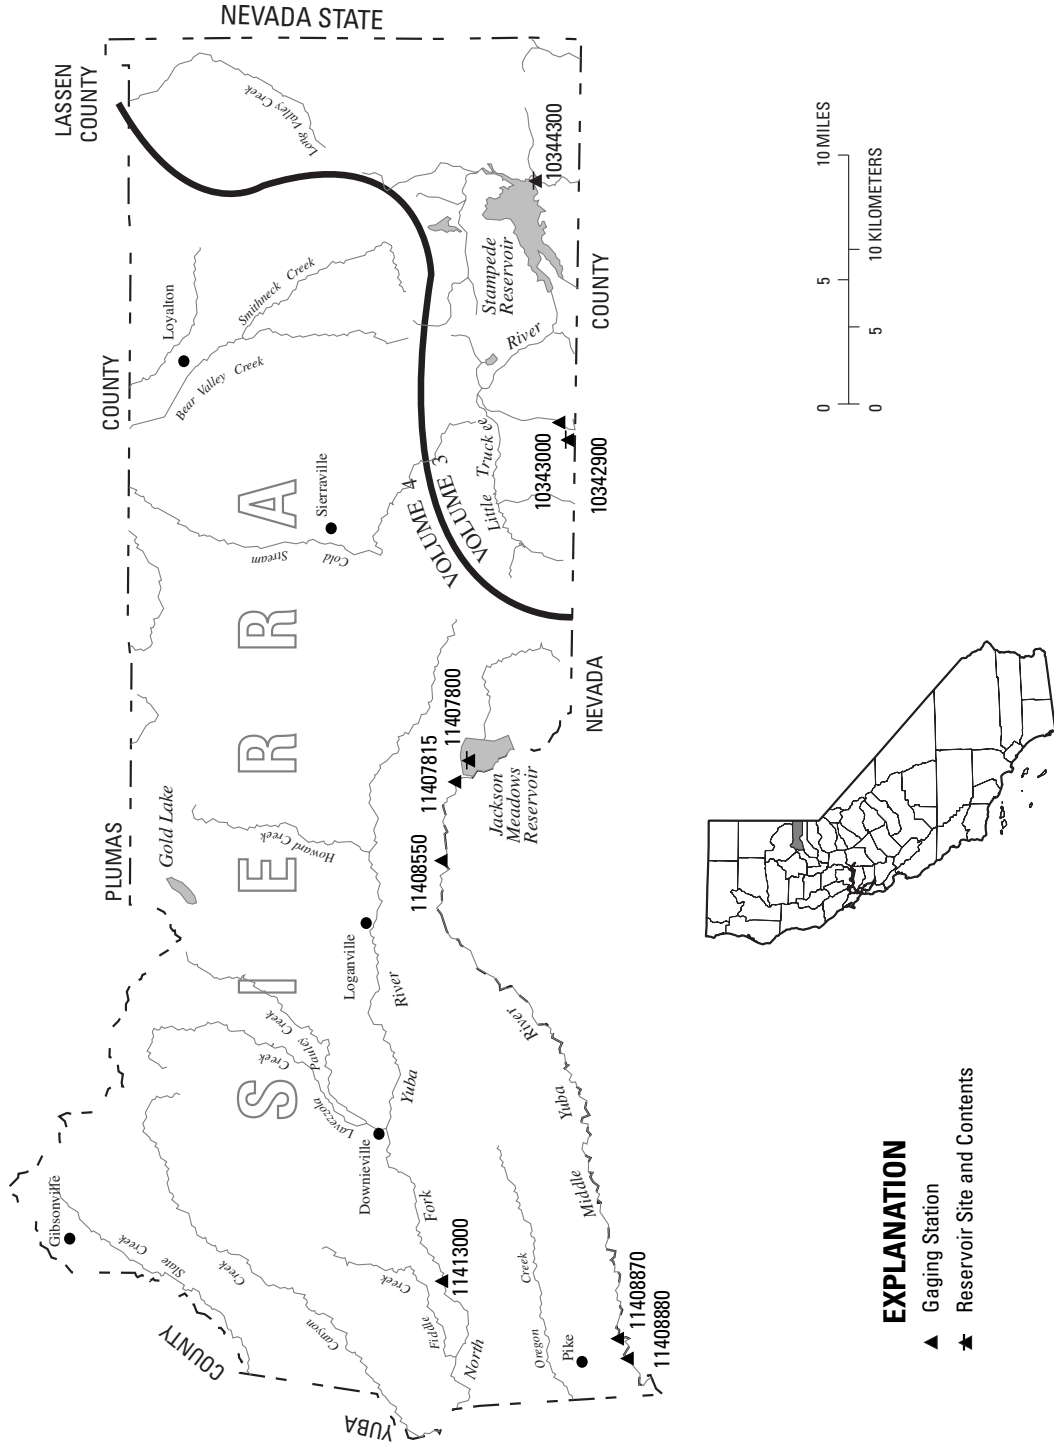 NEVADA STATE
LASSEN
COUNTY
Long Valley Creek
10344300
Stampede
Reservoir
COUNTY
Loyalton
Smithneck Creek
COUNTY
Bear Valley Creek
River
Little Truckee
10343000
10342900
Sierraville
Cold Stream
VOLUME 4
VOLUME 3
SIERRA
PLUMAS
Gold Lake
Howard Creek
11407800
11407815
11408550
Jackson
Meadows
Reservoir
NEVADA
Loganville
River
Yuba
Pauley Creek
Lavezzola Creek
Downieville
Fork
North
11413000
Fiddle Creek
Gibsonville
Slate Creek
Canyon Creek
COUNTY
YUBA
Oregon Creek
Pike
River
Yuba
Middle
11408870
11408880
0 5 10 MILES
0 5 10 KILOMETERS
EXPLANATION
Gaging Station
Reservoir Site and Contents